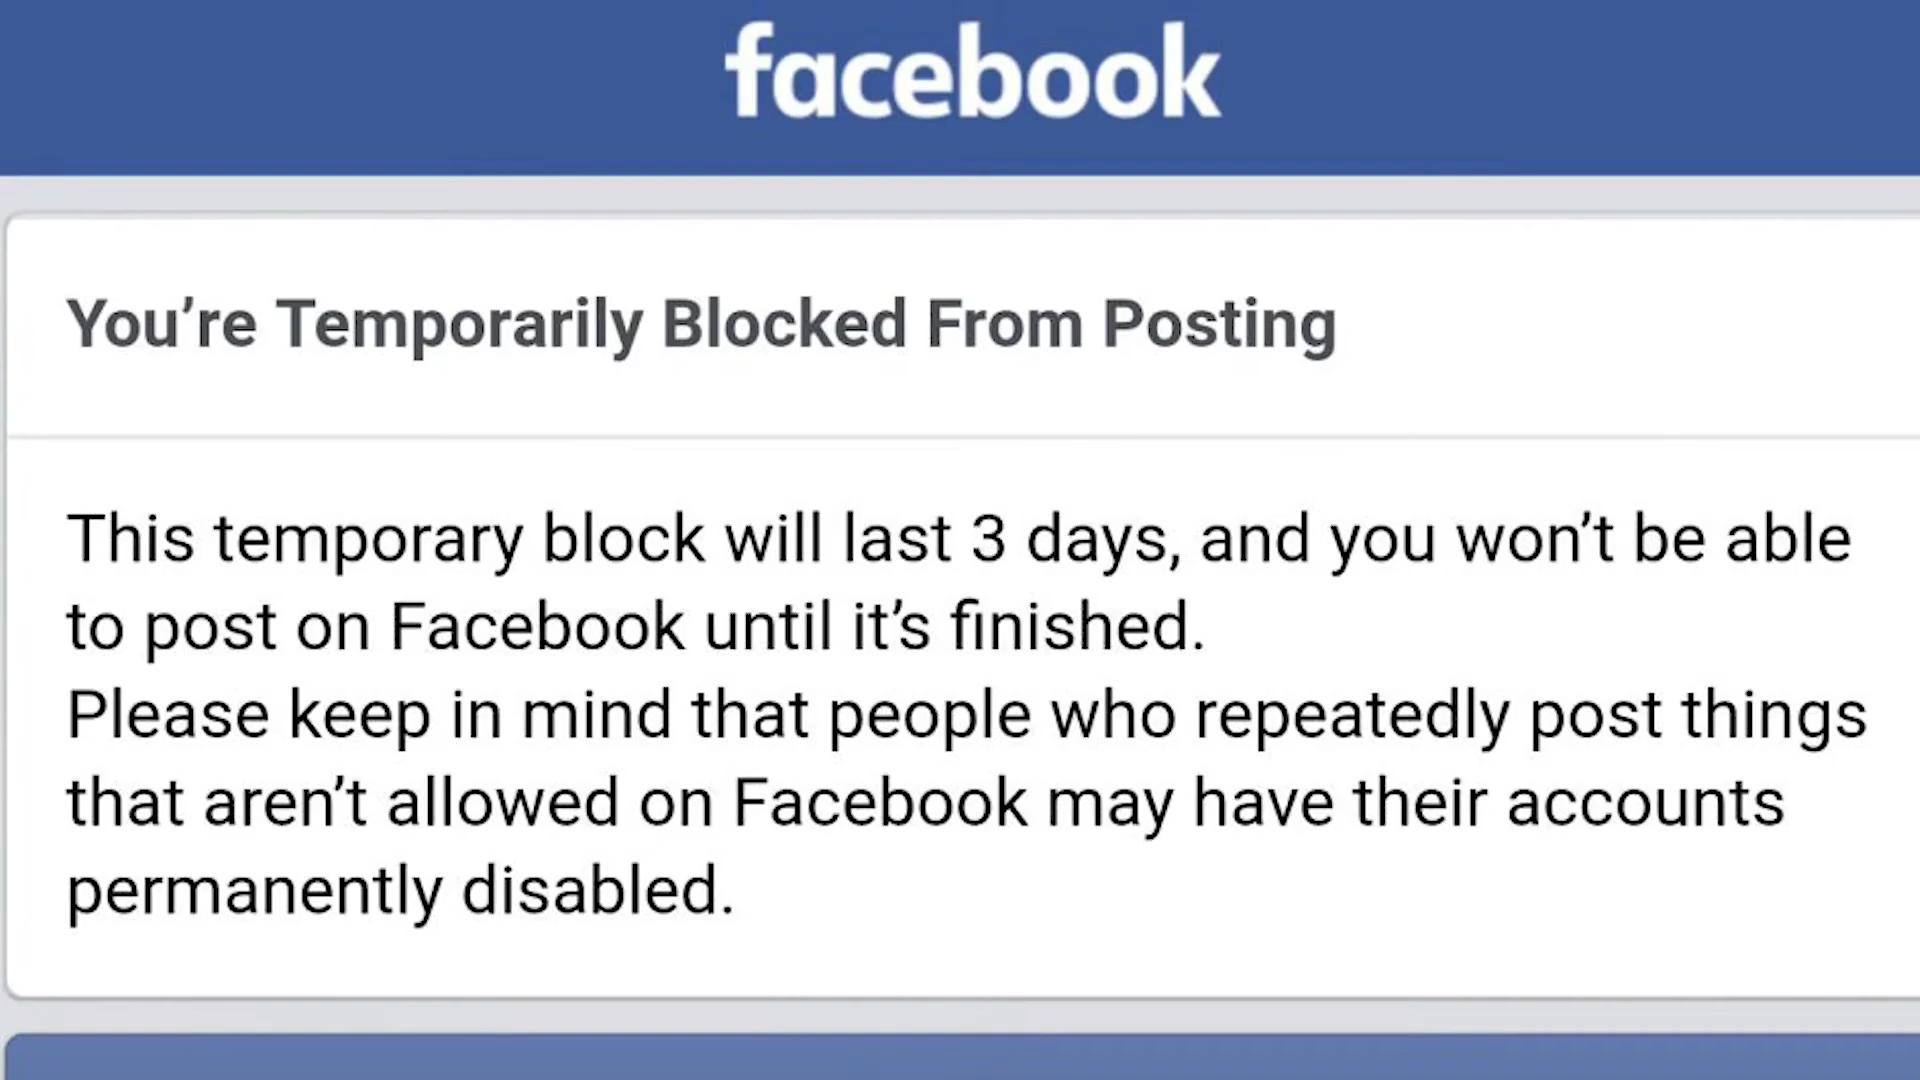 facebook
You’re Temporarily Blocked From Posting
This temporary block will last 3 days, and you won’t be able
to post on Facebook until it’s finished.
Please keep in mind that people who repeatedly post things
that aren’t allowed on Facebook may have their accounts
permanently disabled.